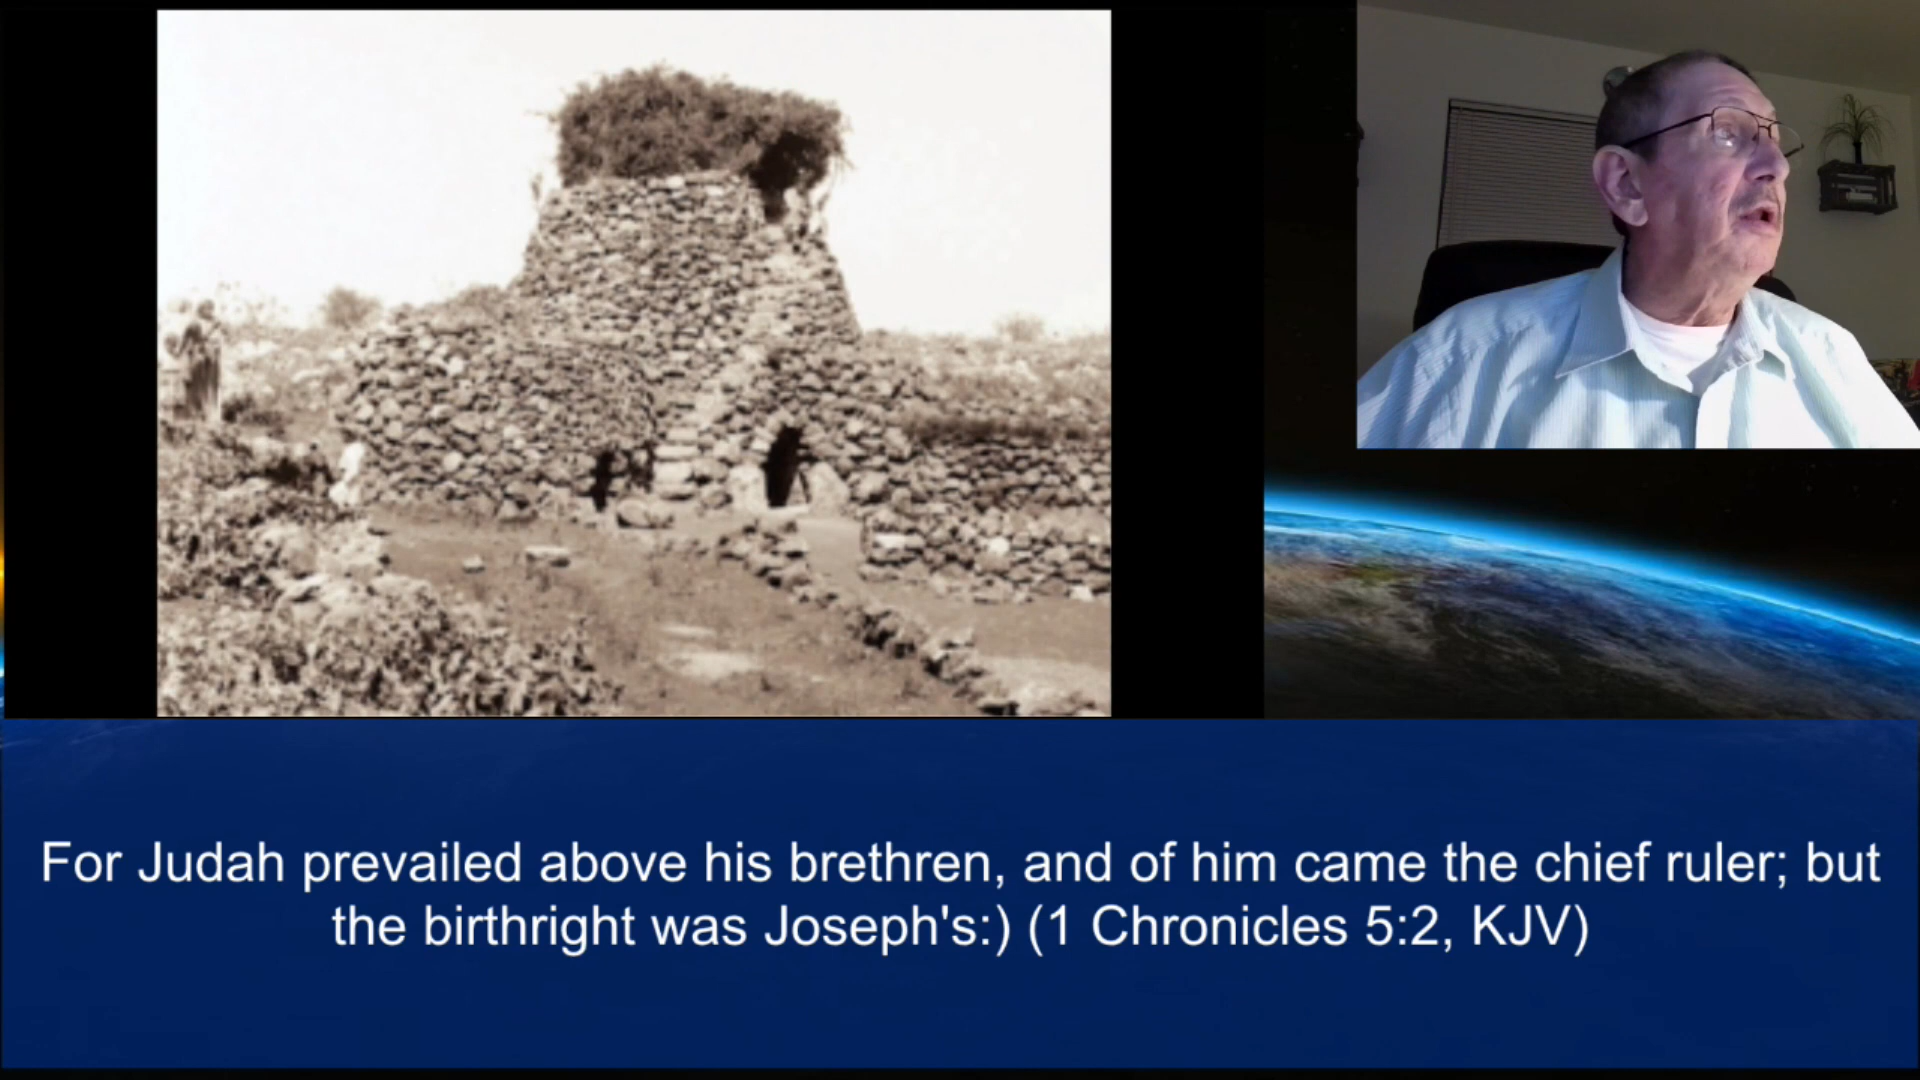 For Judah prevailed above his brethren, and of him came the chief ruler; but
the birthright was Joseph's:) (1 Chronicles 5:2, KJV)